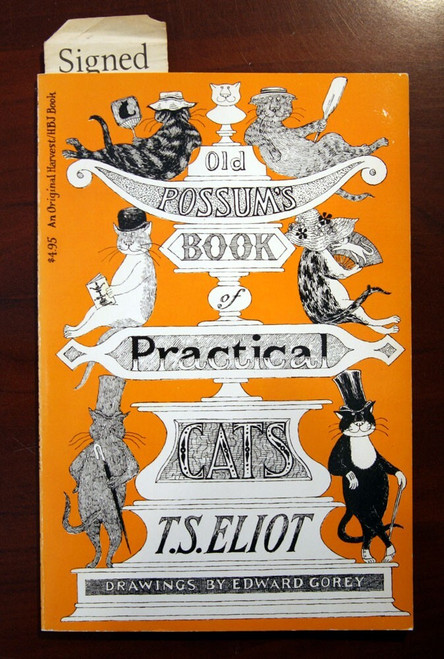 Signed
$4.95 An Original Harvest/HBJ Book
Old
POSSUM'S
BOOK
of
Practical
CATS
T.S. ELIOT
DRAWINGS BY EDWARD GOREY